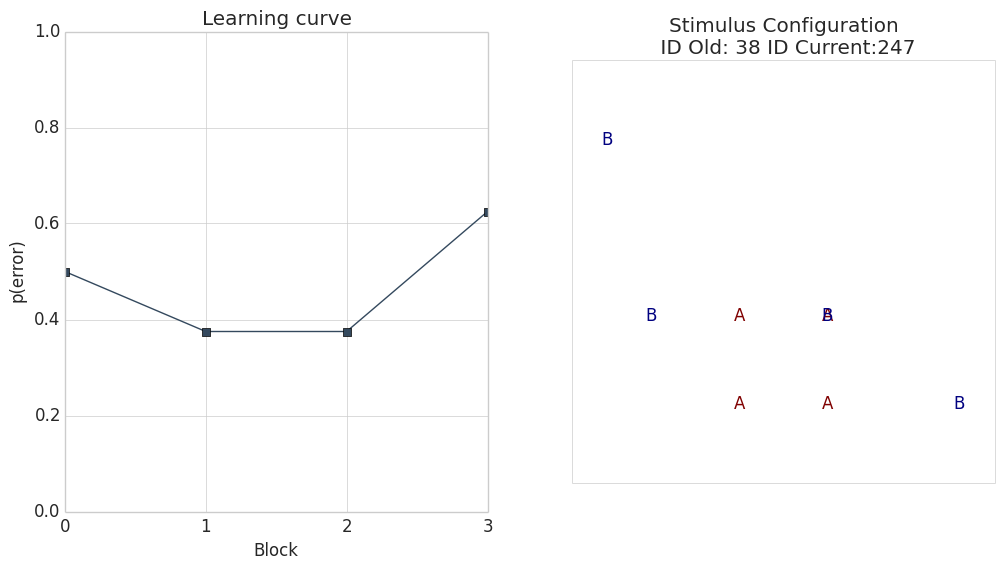 Learning curve
1.0
0.8
0.6
0.4
0.2
0.0
p(error)
0
1
2
3
Block
Stimulus Configuration
ID Old: 38 ID Current:247
B
B A A B
A A B